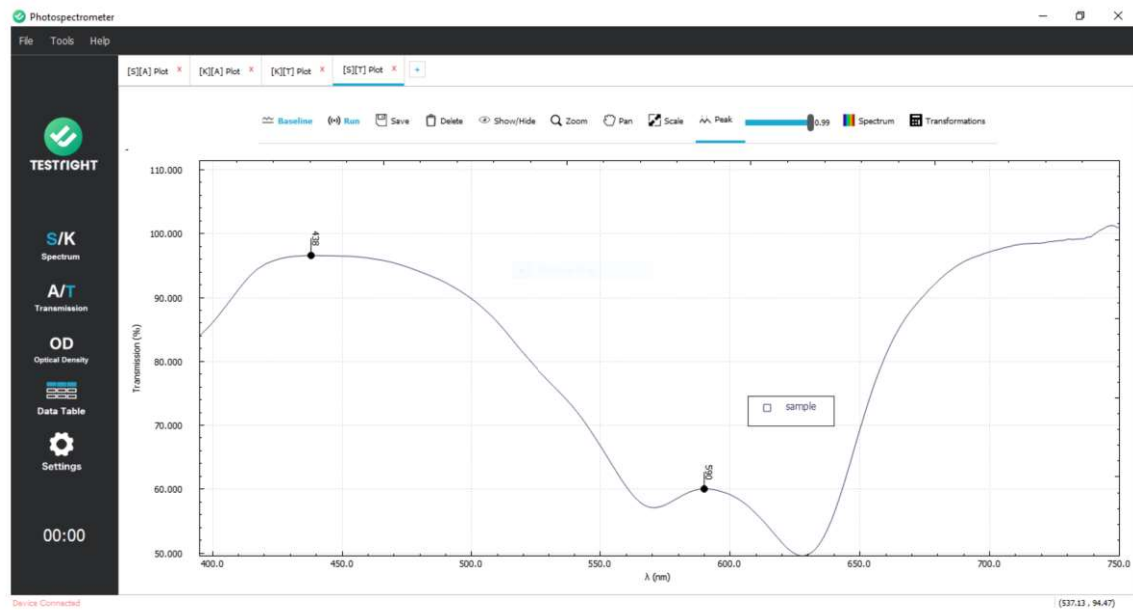 Photospectrometer
File Tools Help
[S][A] Plot x [K][A] Plot x [K][T] Plot x [S][T] Plot x +
Baseline Run Save Delete Show/Hide Zoom Pan Scale Peak 0.99 Spectrum Transformations
TESTRIGHT
S/K
Spectrum
A/T
Transmission
OD
Optical Density
Data Table
Settings
00:00
110.000
100.000
90.000
80.000
70.000
60.000
50.000
Transmission (%)
438
590
sample
400.0 450.0 500.0 550.0 600.0 650.0 700.0 750.0
λ (nm)
Device Connected
(537.13 , 94.47)